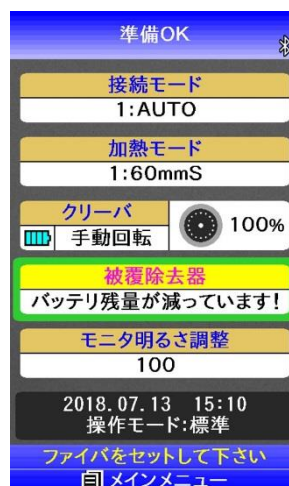 準備OK
接続モード
1:AUTO
加熱モード
1:60mmS
クリーバ
手動回転
100%
被覆除去器
バッテリ残量が減っています!
モニタ明るさ調整
100
2018.07.13 15:10
操作モード:標準
ファイバをセットして下さい
メインメニュー